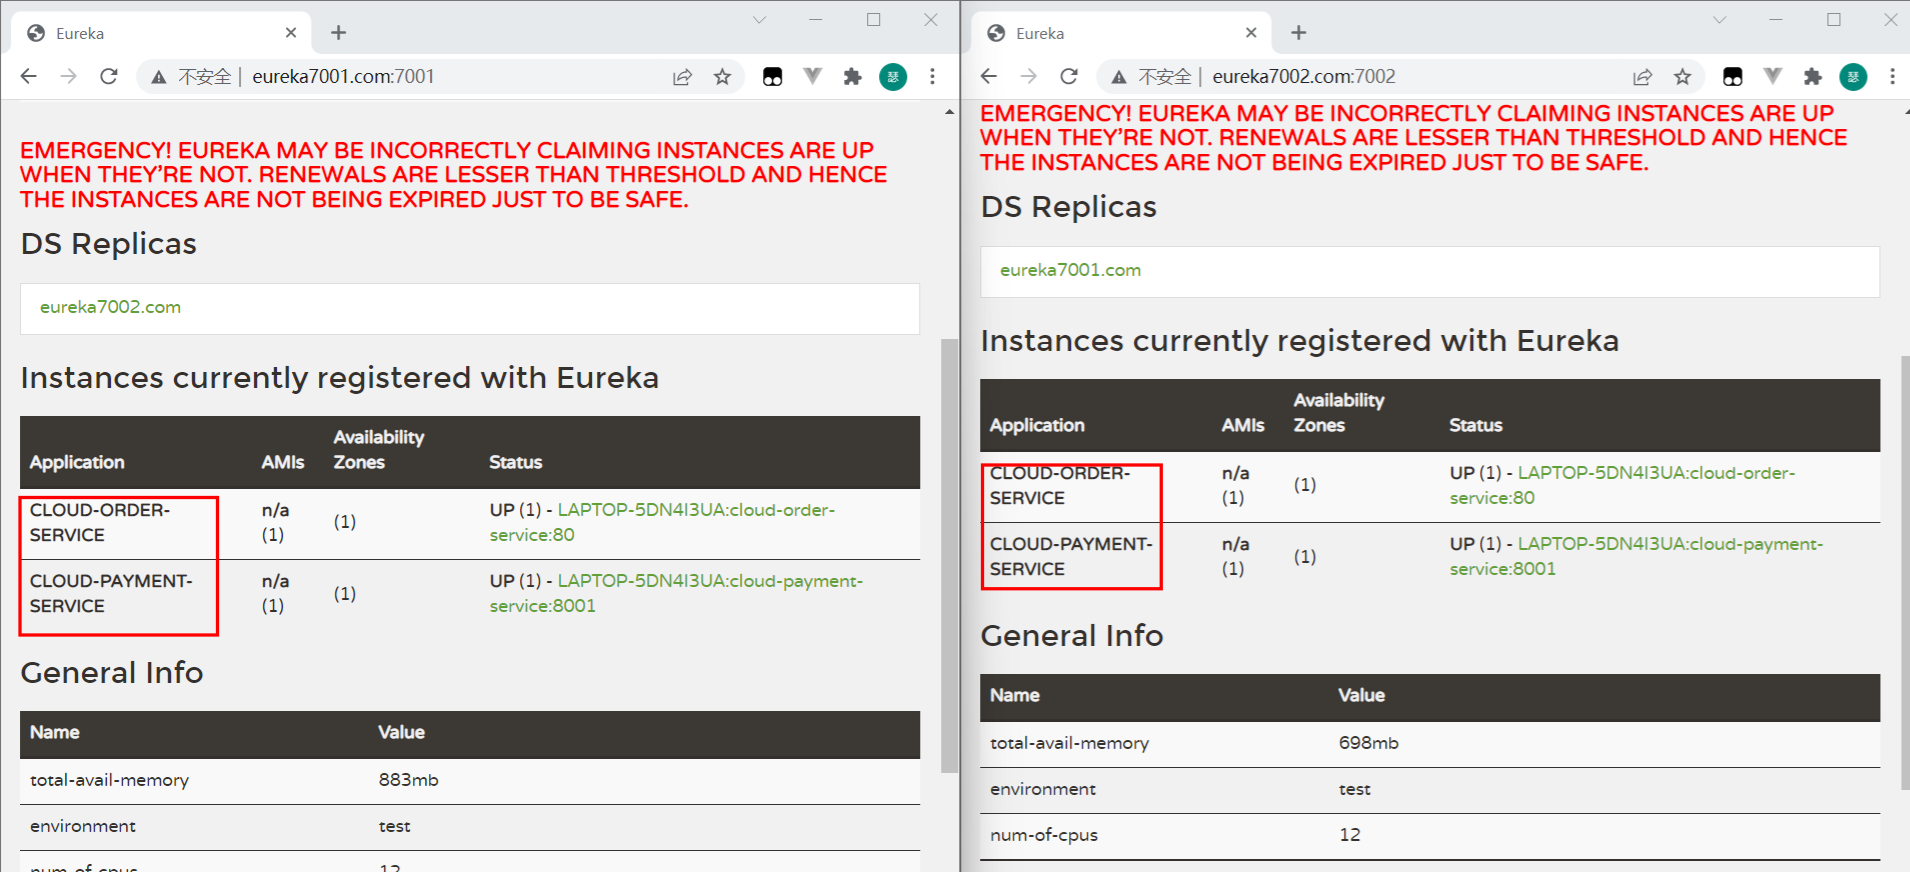 Eureka
不安全 | eureka7001.com:7001
瑟
EMERGENCY! EUREKA MAY BE INCORRECTLY CLAIMING INSTANCES ARE UP
WHEN THEY'RE NOT. RENEWALS ARE LESSER THAN THRESHOLD AND HENCE
THE INSTANCES ARE NOT BEING EXPIRED JUST TO BE SAFE.
DS Replicas
eureka7002.com
Instances currently registered with Eureka
Application AMIs Availability Zones Status
CLOUD-ORDER-SERVICE n/a (1) (1) UP (1) - LAPTOP-5DN4I3UA:cloud-order-service:80
CLOUD-PAYMENT-SERVICE n/a (1) (1) UP (1) - LAPTOP-5DN4I3UA:cloud-payment-service:8001
General Info
Name Value
total-avail-memory 883mb
environment test
num-of-cpus 12
Eureka
不安全 | eureka7002.com:7002
瑟
EMERGENCY! EUREKA MAY BE INCORRECTLY CLAIMING INSTANCES ARE UP
WHEN THEY'RE NOT. RENEWALS ARE LESSER THAN THRESHOLD AND HENCE
THE INSTANCES ARE NOT BEING EXPIRED JUST TO BE SAFE.
DS Replicas
eureka7001.com
Instances currently registered with Eureka
Application AMIs Availability Zones Status
CLOUD-ORDER-SERVICE n/a (1) (1) UP (1) - LAPTOP-5DN4I3UA:cloud-order-service:80
CLOUD-PAYMENT-SERVICE n/a (1) (1) UP (1) - LAPTOP-5DN4I3UA:cloud-payment-service:8001
General Info
Name Value
total-avail-memory 698mb
environment test
num-of-cpus 12